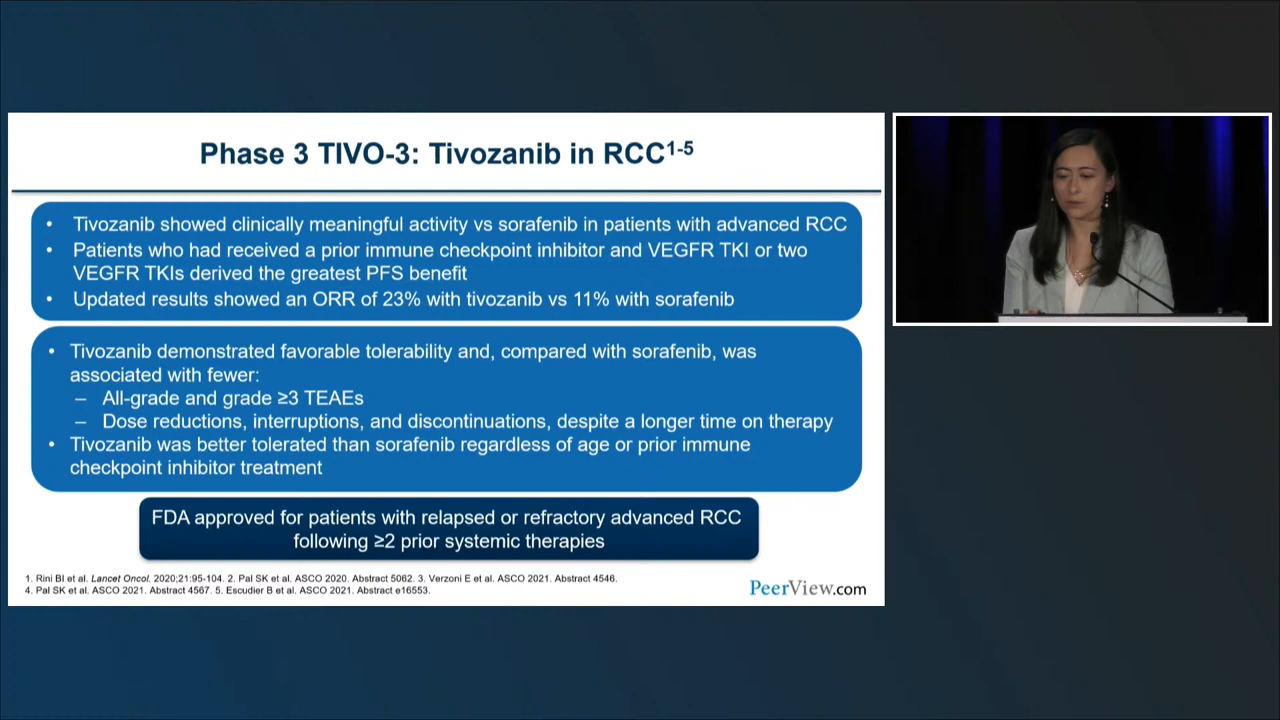 Phase 3 TIVO-3: Tivozanib in RCC1-5
• Tivozanib showed clinically meaningful activity vs sorafenib in patients with advanced RCC
• Patients who had received a prior immune checkpoint inhibitor and VEGFR TKI or two
VEGFR TKIs derived the greatest PFS benefit
• Updated results showed an ORR of 23% with tivozanib vs 11% with sorafenib
• Tivozanib demonstrated favorable tolerability and, compared with sorafenib, was
associated with fewer:
– All-grade and grade ≥3 TEAEs
– Dose reductions, interruptions, and discontinuations, despite a longer time on therapy
• Tivozanib was better tolerated than sorafenib regardless of age or prior immune
checkpoint inhibitor treatment
FDA approved for patients with relapsed or refractory advanced RCC
following ≥2 prior systemic therapies
1. Rini BI et al. Lancet Oncol. 2020;21:95-104. 2. Pal SK et al. ASCO 2020. Abstract 5062. 3. Verzoni E et al. ASCO 2021. Abstract 4546.
4. Pal SK et al. ASCO 2021. Abstract 4567. 5. Escudier B et al. ASCO 2021. Abstract e16553.
PeerView.com